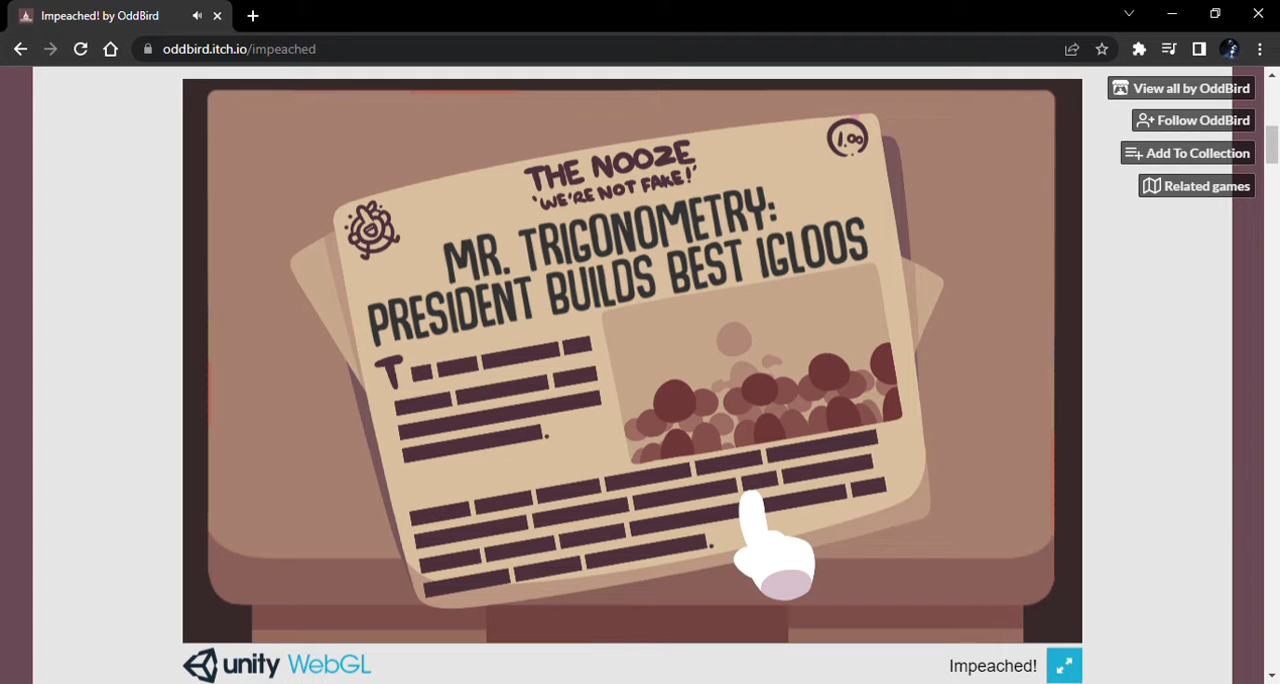 Impeached! by OddBird
oddbird.itch.io/impeached
View all by OddBird
Follow OddBird
Add To Collection
Related games
THE NOOZE
'WE'RE NOT FAKE!'
1.00
MR. TRIGONOMETRY:
PRESIDENT BUILDS BEST IGLOOS
T
unity WebGL
Impeached!